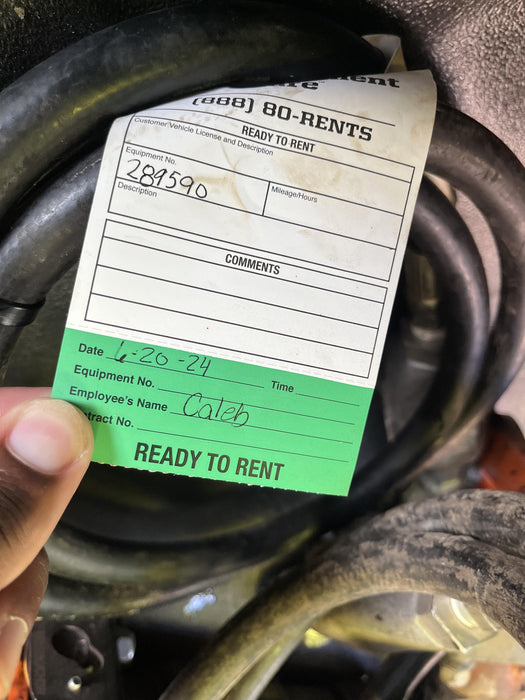 (888) 80-RENTS
READY TO RENT
Customer/Vehicle License and Description
Equipment No.
289590
Mileage/Hours
Description
COMMENTS
Date 6-20-24
Equipment No. Time
Employee's Name Caleb
No.
READY TO RENT